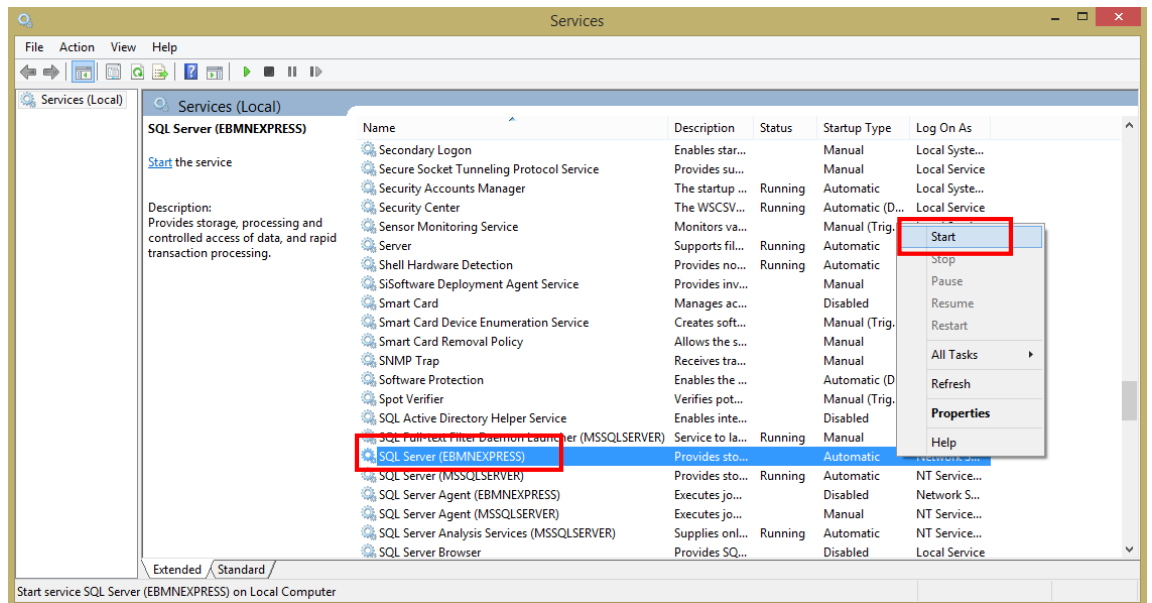 Services
File Action View Help
Services (Local)
Services (Local)
SQL Server (EBMNEXPRESS)
Start the service
Description:
Provides storage, processing and
controlled access of data, and rapid
transaction processing.
Name Description Status Startup Type Log On As
Secondary Logon Enables star... Manual Local Syste...
Secure Socket Tunneling Protocol Service Provides su... Manual Local Service
Security Accounts Manager The startup ... Running Automatic Local Syste...
Security Center The WSCSV... Running Automatic (D... Local Service
Sensor Monitoring Service Monitors va... Manual (Trig.
Server Supports fil... Running Automatic
Shell Hardware Detection Provides no... Running Automatic
SiSoftware Deployment Agent Service Provides inv... Manual
Smart Card Manages ac... Disabled
Smart Card Device Enumeration Service Creates soft... Manual (Trig.
Smart Card Removal Policy Allows the s... Manual
SNMP Trap Receives tra... Manual
Software Protection Enables the ... Automatic (D
Spot Verifier Verifies pot... Manual (Trig.
SQL Active Directory Helper Service Enables inte... Disabled
SQL Full-text Filter Daemon Launcher (MSSQLSERVER) Service to la... Running Manual
SQL Server (EBMNEXPRESS) Provides sto... Automatic Network S...
SQL Server (MSSQLSERVER) Provides sto... Running Automatic NT Service...
SQL Server Agent (EBMNEXPRESS) Executes jo... Disabled Network S...
SQL Server Agent (MSSQLSERVER) Executes jo... Manual NT Service...
SQL Server Analysis Services (MSSQLSERVER) Supplies onl... Running Automatic NT Service...
SQL Server Browser Provides SQ... Disabled Local Service
Start
Stop
Pause
Resume
Restart
All Tasks
Refresh
Properties
Help
Extended Standard
Start service SQL Server (EBMNEXPRESS) on Local Computer